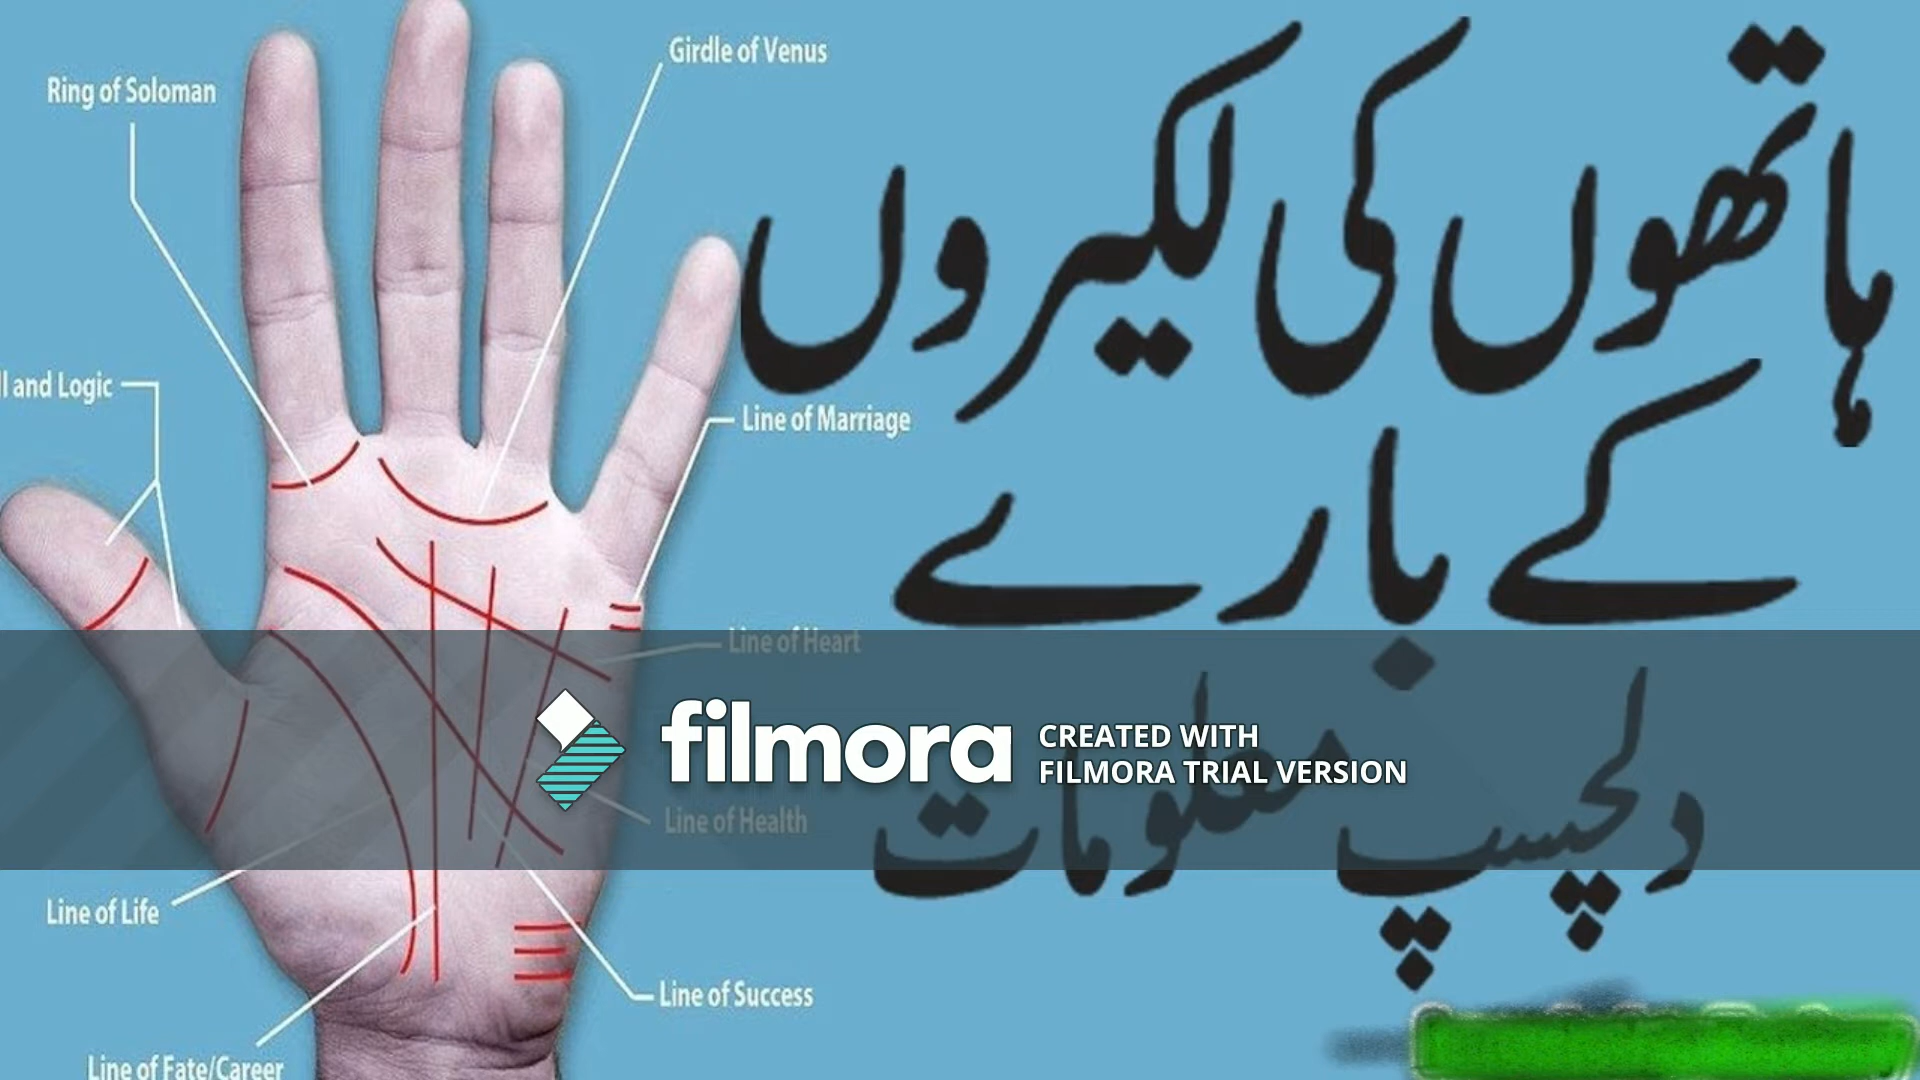 Girdle of Venus
Ring of Soloman
ہاتھوں کی لکیروں
ll and Logic
Line of Marriage
کے بارے
Line of Heart
دلچسپ معلومات
filmora
CREATED WITH
FILMORA TRIAL VERSION
Line of Health
Line of Life
Line of Success
Line of Fate/Career